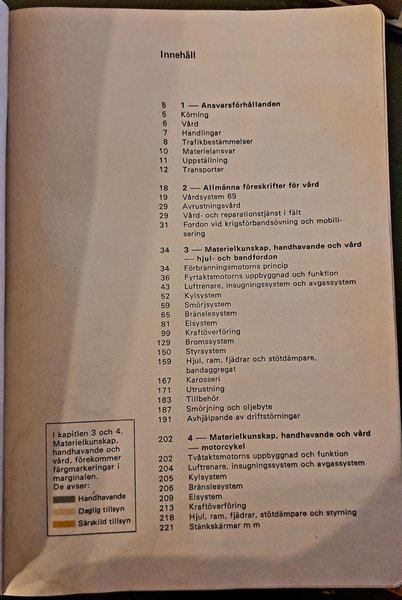 Innehåll
5 1 — Ansvarsförhållanden
5 Körning
6 Vård
7 Handlingar
8 Trafikbestämmelser
10 Materielansvar
11 Uppställning
12 Transporter
18 2 — Allmänna föreskrifter för vård
19 Vårdsystem 69
29 Avrustningsvård
29 Vård- och reparationstjänst i fält
31 Fordon vid krigsförbandsövning och mobili-
sering
34 3 — Materielkunskap, handhavande och vård
— hjul- och bandfordon
34 Förbränningsmotorns princip
36 Fyrtaktsmotorns uppbyggnad och funktion
43 Luftrenare, insugningssystem och avgassystem
52 Kylsystem
59 Smörjsystem
65 Bränslesystem
81 Elsystem
99 Kraftöverföring
129 Bromssystem
150 Styrsystem
159 Hjul, ram, fjädrar och stötdämpare,
bandaggregat
167 Karosseri
171 Utrustning
183 Tillbehör
187 Smörjning och oljebyte
191 Avhjälpande av driftstörningar
202 4 — Materielkunskap, handhavande och vård
— motorcykel
202 Tvåtaktsmotorns uppbyggnad och funktion
204 Luftrenare, insugningssystem och avgassystem
205 Kylsystem
206 Bränslesystem
209 Elsystem
213 Kraftöverföring
218 Hjul, ram, fjädrar, stötdämpare och styrning
221 Stänkskärmar m m
I kapitlen 3 och 4,
Materielkunskap,
handhavande och
vård, förekommer
färgmarkeringar i
marginalen.
De avser:
Handhavande
Daglig tillsyn
Särskild tillsyn